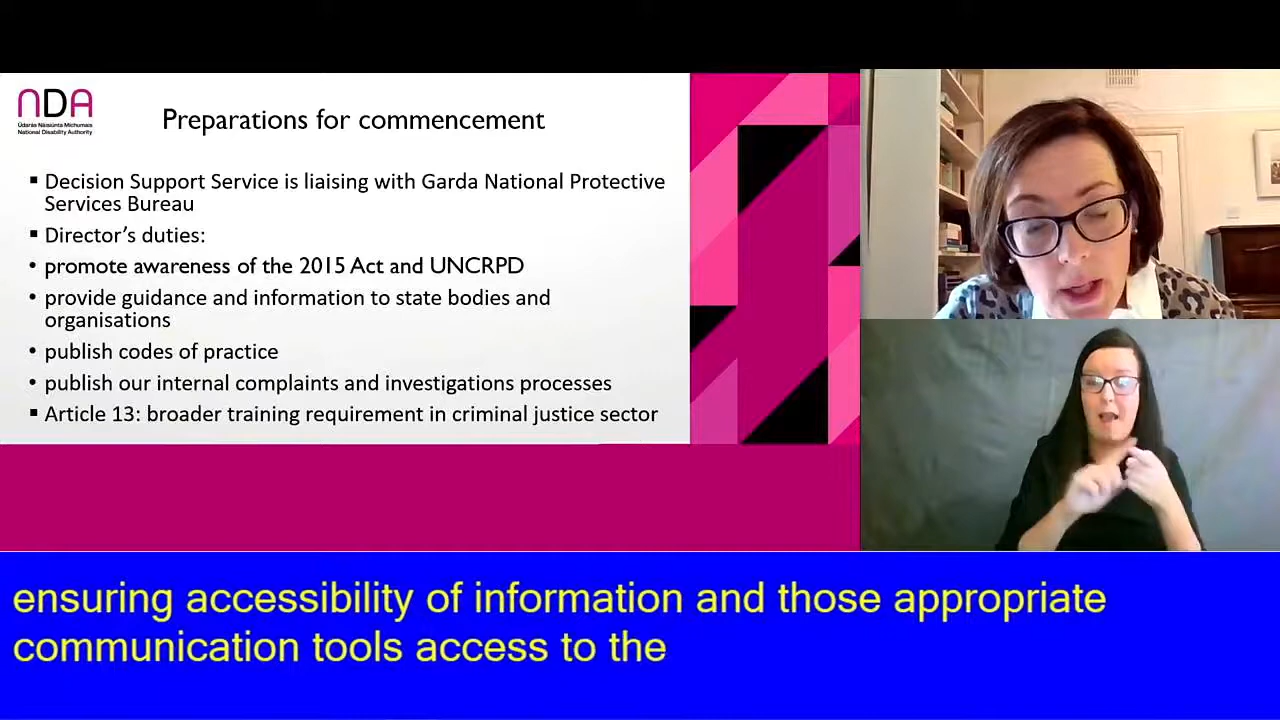 NDA
Údarás Náisiúnta Míchumais
National Disability Authority
Preparations for commencement
▪ Decision Support Service is liaising with Garda National Protective
Services Bureau
▪ Director's duties:
• promote awareness of the 2015 Act and UNCRPD
• provide guidance and information to state bodies and
organisations
• publish codes of practice
• publish our internal complaints and investigations processes
▪ Article 13: broader training requirement in criminal justice sector
ensuring accessibility of information and those appropriate
communication tools access to the